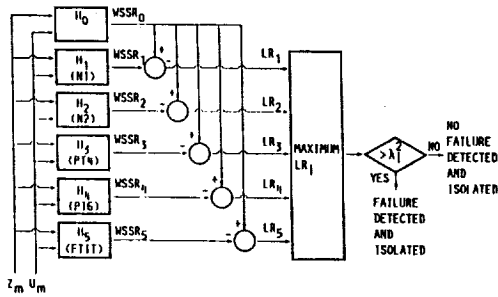 H₀ WSSR₀
H₁ (N1) WSSR₁ + - LR₁
H₂ (N2) WSSR₂ + - LR₂
H₃ (PT4) WSSR₃ + - LR₃
H₄ (PT6) WSSR₄ + - LR₄
H₅ (FTIT) WSSR₅ + - LR₅
MAXIMUM LRᵢ
> λᵢ²
NO
YES
NO
FAILURE
DETECTED
AND
ISOLATED
FAILURE
DETECTED
AND
ISOLATED
Zₘ Uₘ